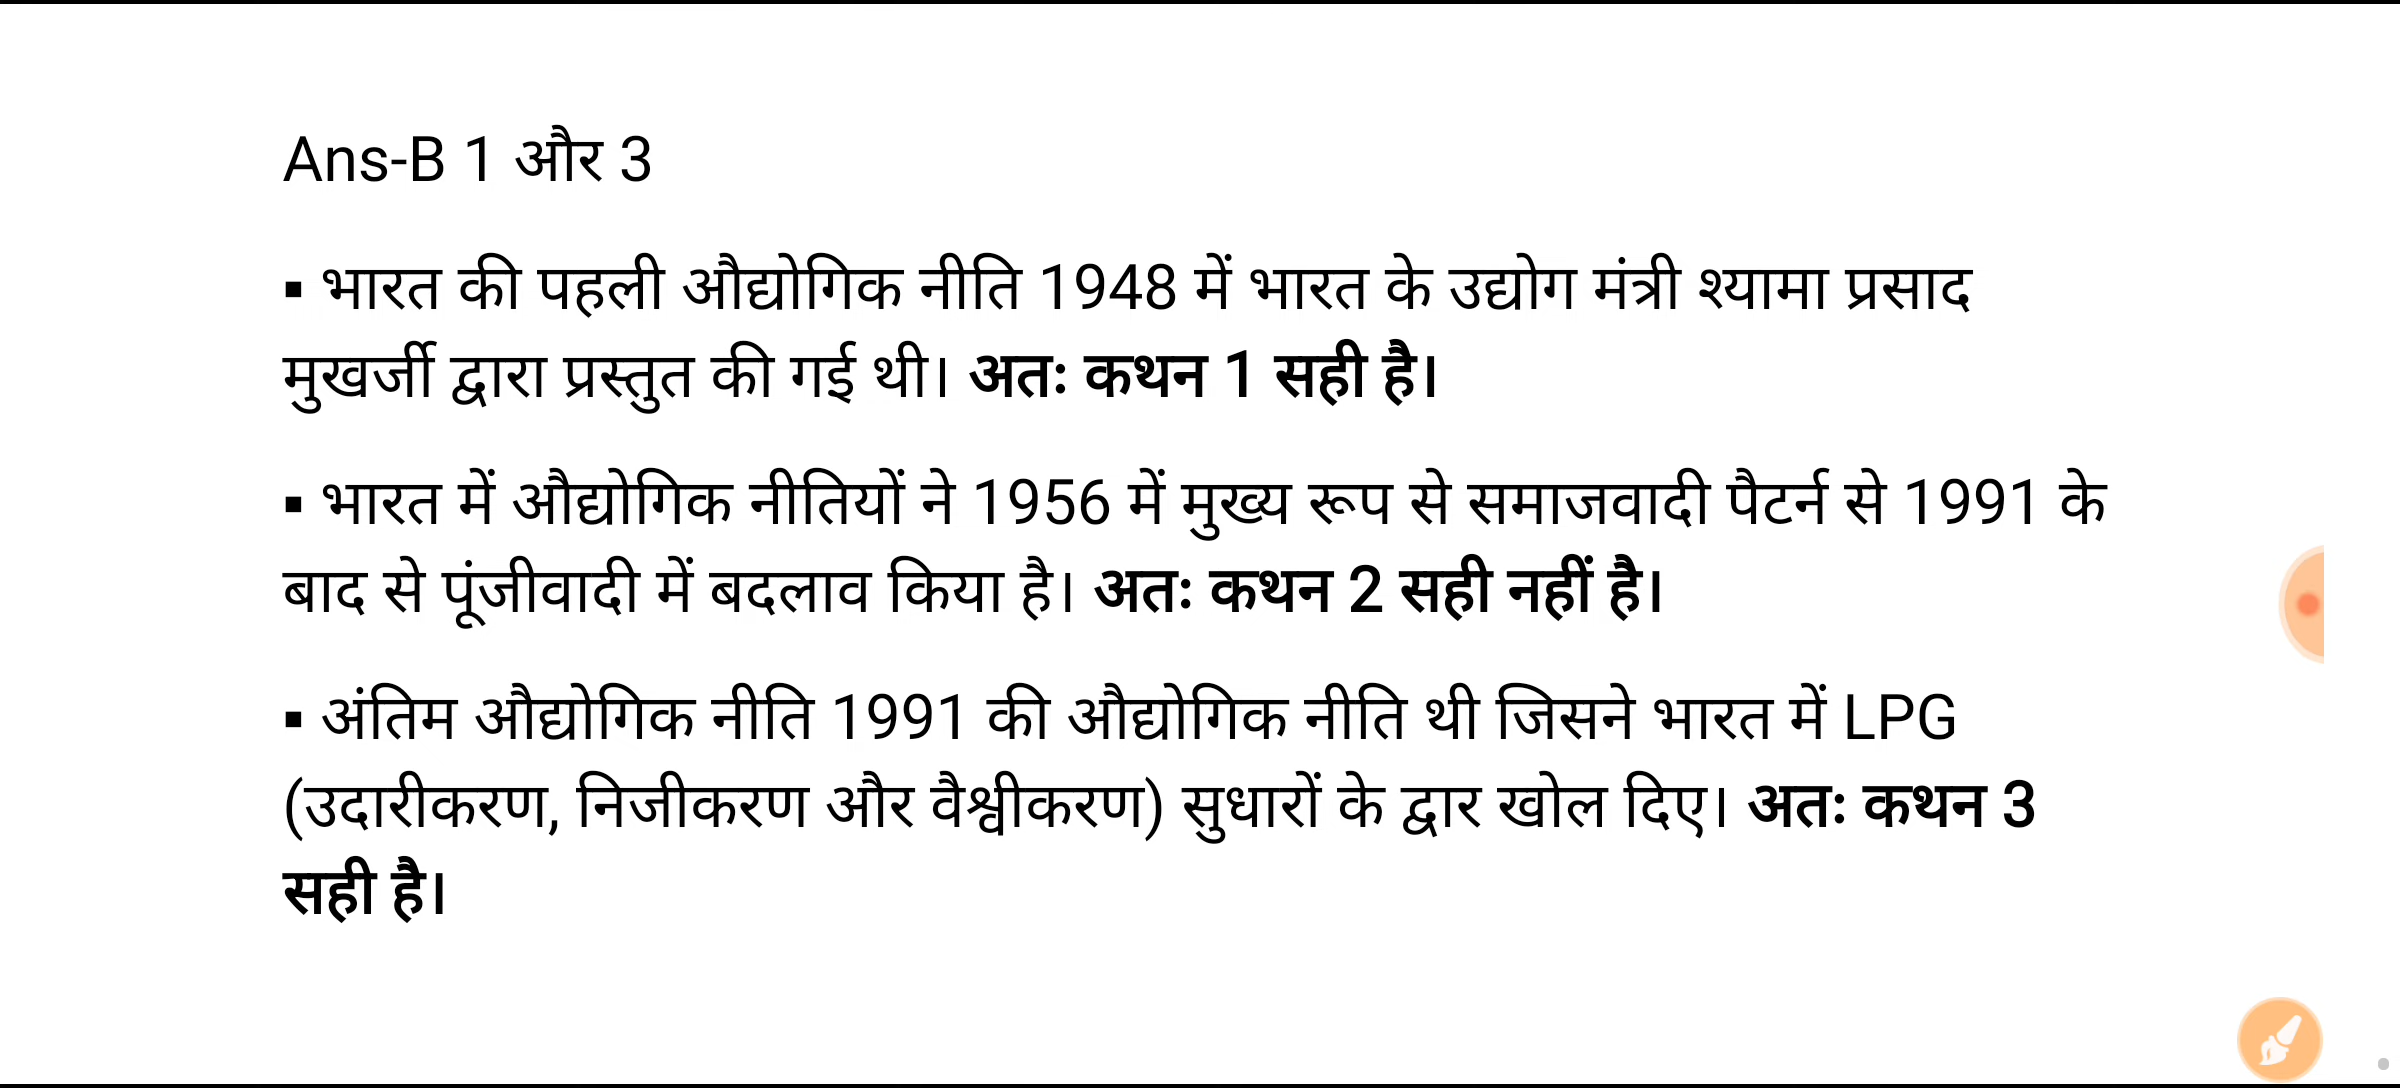 Ans-B 1 और 3
▪ भारत की पहली औद्योगिक नीति 1948 में भारत के उद्योग मंत्री श्यामा प्रसाद
मुखर्जी द्वारा प्रस्तुत की गई थी। अतः कथन 1 सही है।
▪ भारत में औद्योगिक नीतियों ने 1956 में मुख्य रूप से समाजवादी पैटर्न से 1991 के
बाद से पूंजीवादी में बदलाव किया है। अतः कथन 2 सही नहीं है।
▪ अंतिम औद्योगिक नीति 1991 की औद्योगिक नीति थी जिसने भारत में LPG
(उदारीकरण, निजीकरण और वैश्वीकरण) सुधारों के द्वार खोल दिए। अतः कथन 3
सही है।